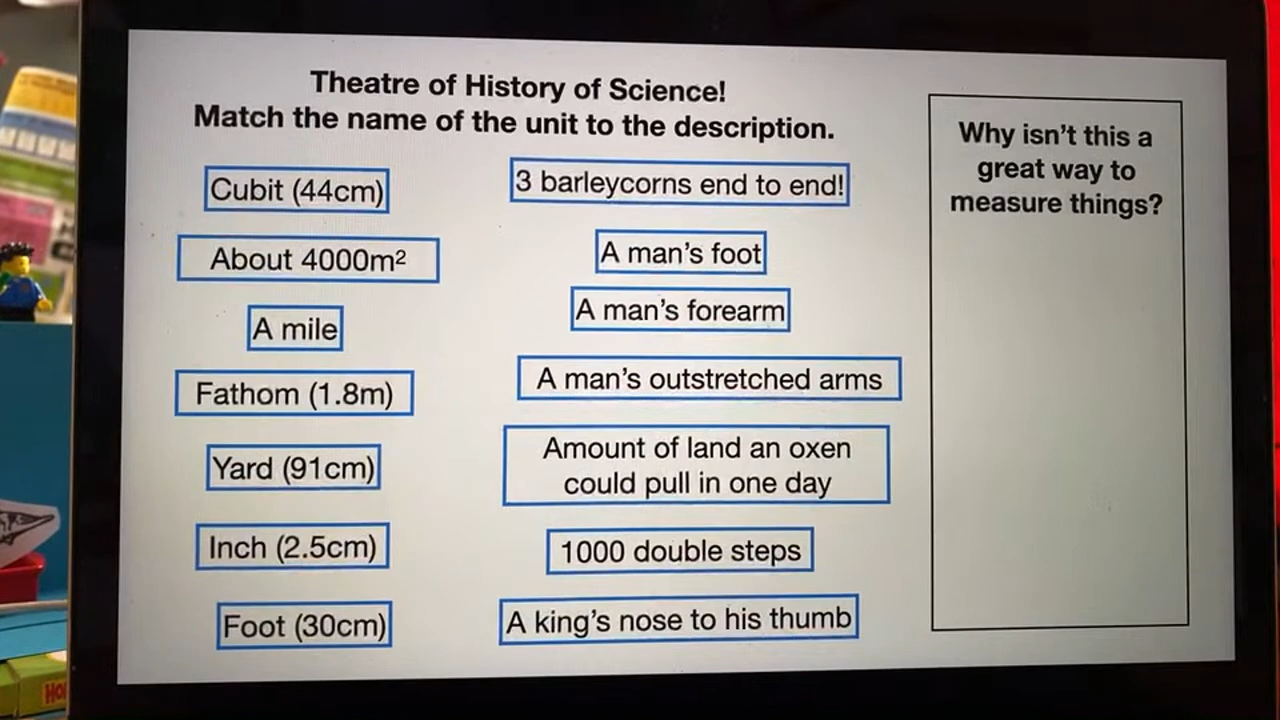 Theatre of History of Science!
Match the name of the unit to the description.
Cubit (44cm)
About 4000m²
A mile
Fathom (1.8m)
Yard (91cm)
Inch (2.5cm)
Foot (30cm)
3 barleycorns end to end!
A man's foot
A man's forearm
A man's outstretched arms
Amount of land an oxen
could pull in one day
1000 double steps
A king's nose to his thumb
Why isn't this a
great way to
measure things?